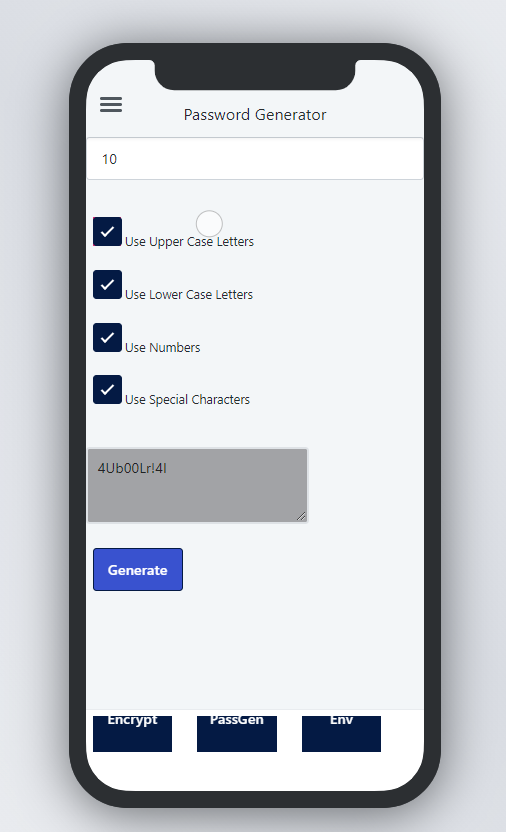 Password Generator
10
Use Upper Case Letters
Use Lower Case Letters
Use Numbers
Use Special Characters
4Ub00Lr!4I
Generate
Encrypt PassGen Env